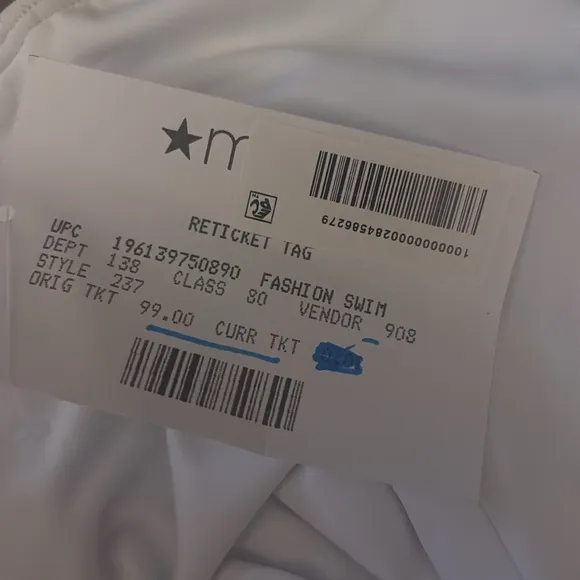 ★m
10000000000284586279
RETICKET TAG
UPC 196139750890 FASHION SWIM
DEPT 138 CLASS 80 VENDOR 908
STYLE 237
ORIG TKT 99.00 CURR TKT